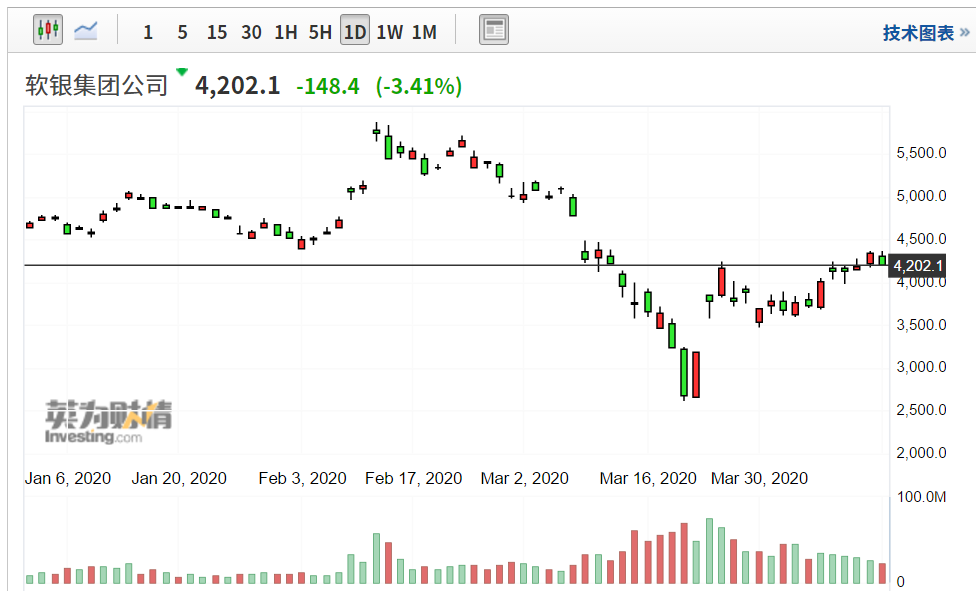 1 5 15 30 1H 5H 1D 1W 1M 技术图表 »
软银集团公司 4,202.1 -148.4 (-3.41%)
5,500.0
5,000.0
4,500.0
4,202.1
4,000.0
3,500.0
3,000.0
2,500.0
英为财情
Investing.com
2,000.0
Jan 6, 2020 Jan 20, 2020 Feb 3, 2020 Feb 17, 2020 Mar 2, 2020 Mar 16, 2020 Mar 30, 2020
100.0M
0